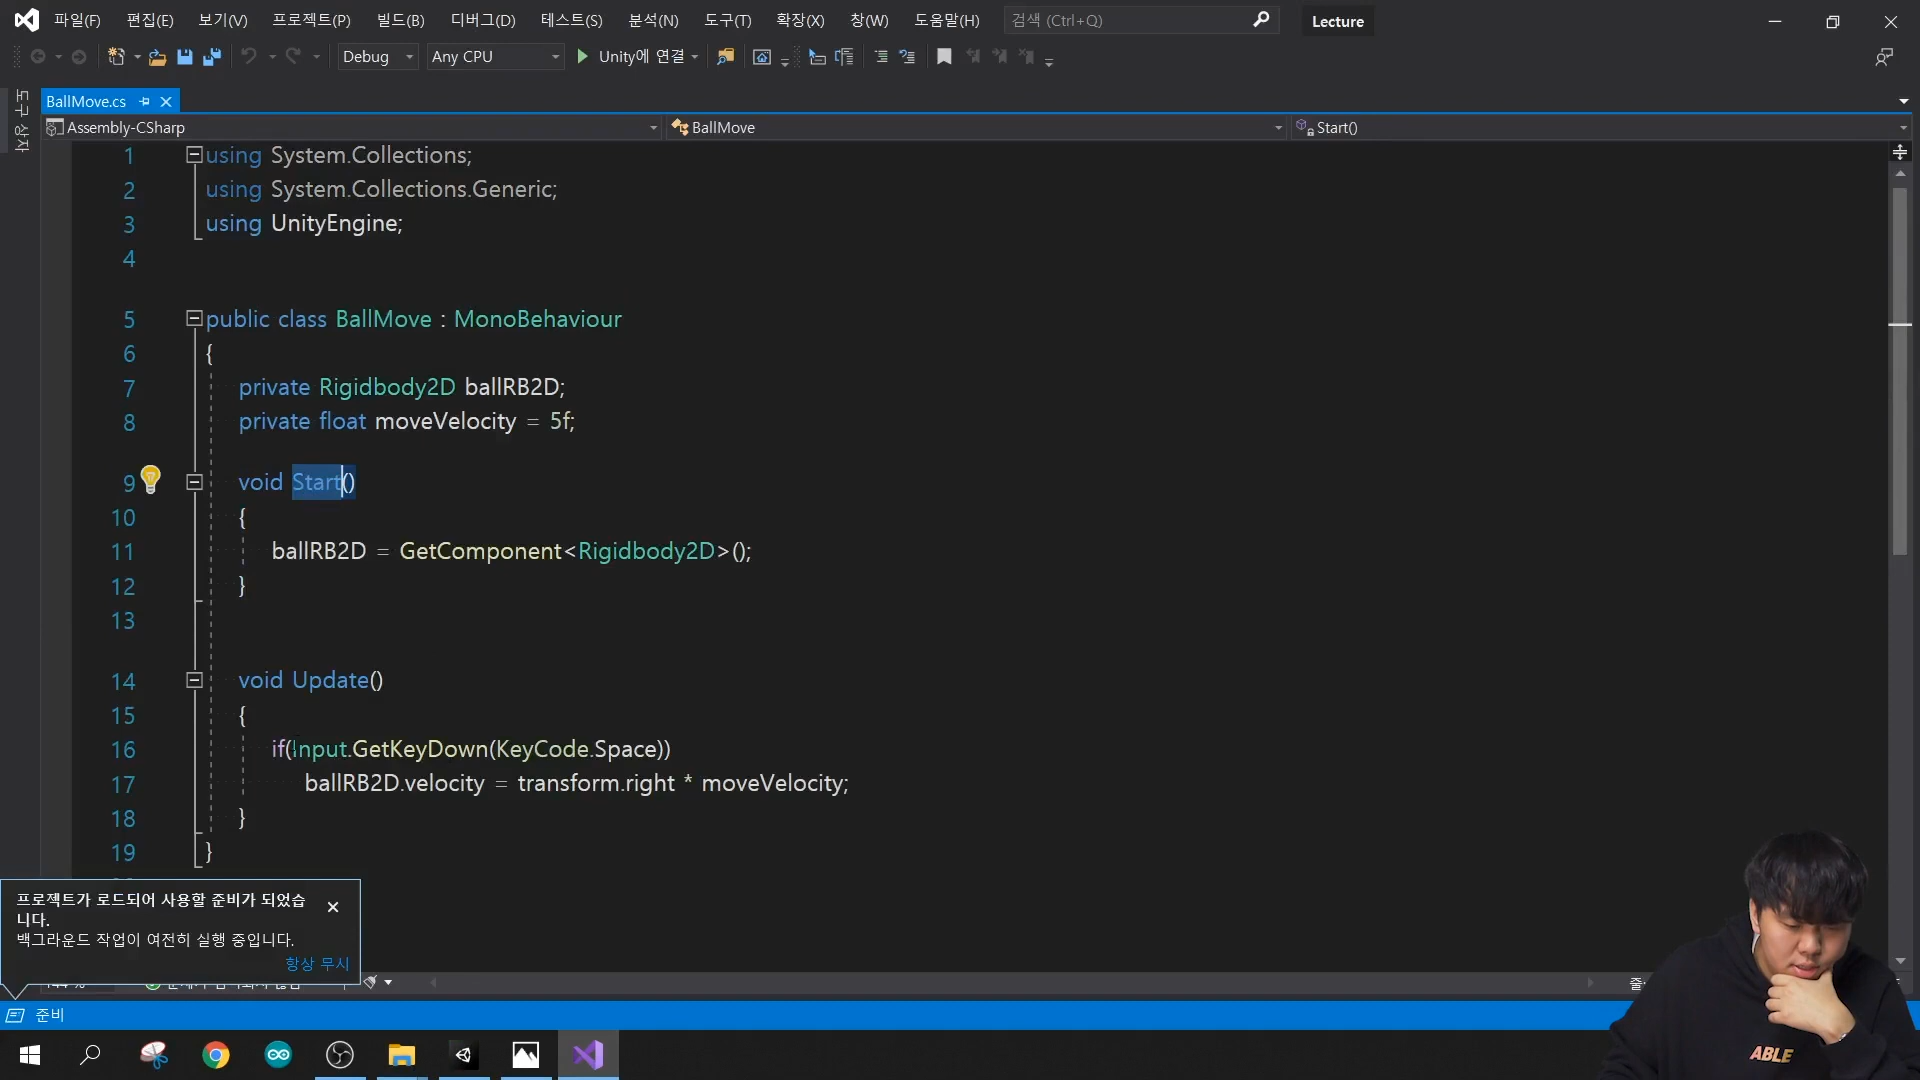 파일(F) 편집(E) 보기(V) 프로젝트(P) 빌드(B) 디버그(D) 테스트(S) 분석(N) 도구(T) 확장(X) 창(W) 도움말(H) 검색 (Ctrl+Q) Lecture
Debug Any CPU Unity에 연결
도구 상자
BallMove.cs
Assembly-CSharp BallMove Start()
1 using System.Collections;
2 using System.Collections.Generic;
3 using UnityEngine;
4
5 public class BallMove : MonoBehaviour
6 {
7 private Rigidbody2D ballRB2D;
8 private float moveVelocity = 5f;
9 void Start()
10 {
11 ballRB2D = GetComponent<Rigidbody2D>();
12 }
13
14 void Update()
15 {
16 if(Input.GetKeyDown(KeyCode.Space))
17 ballRB2D.velocity = transform.right * moveVelocity;
18 }
19 }
프로젝트가 로드되어 사용할 준비가 되었습
니다.
백그라운드 작업이 여전히 실행 중입니다.
항상 무시
줄:
준비
ABLE